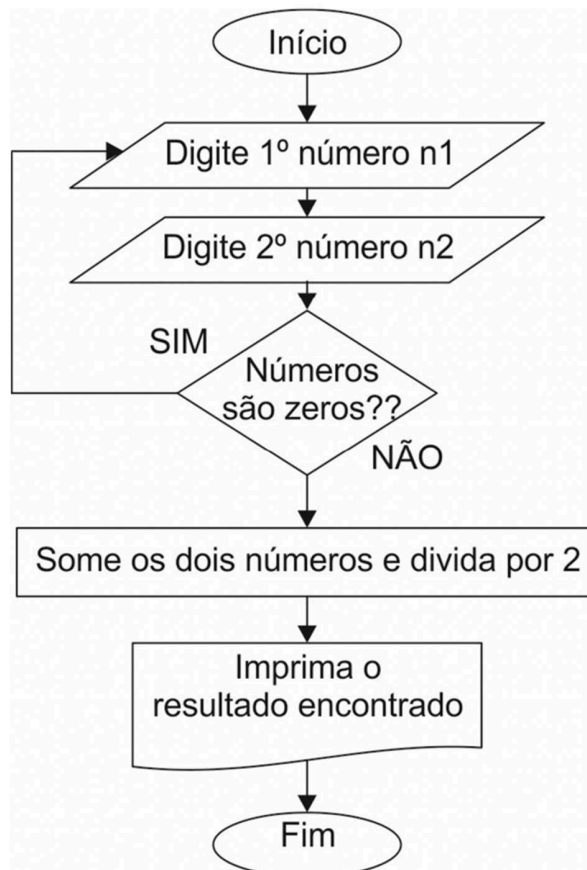 Início
Digite 1º número n1
Digite 2º número n2
SIM
Números
são zeros??
NÃO
Some os dois números e divida por 2
Imprima o
resultado encontrado
Fim